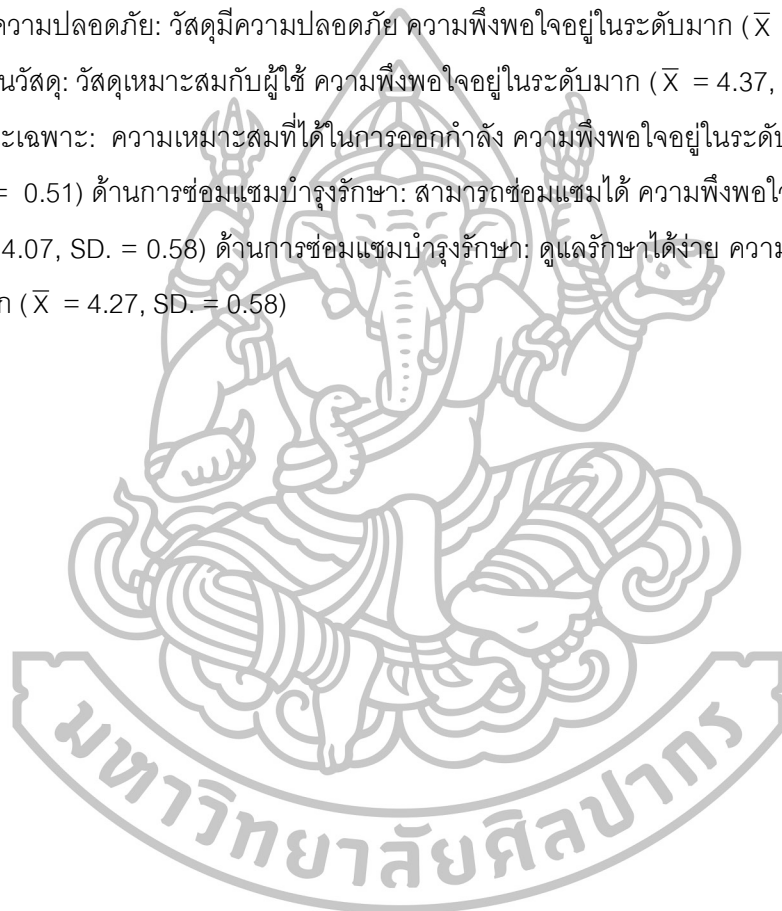 ความปลอดภัย: วัสดุมีความปลอดภัย ความพึงพอใจอยู่ในระดับมาก ( X̅
วัสดุ: วัสดุเหมาะสมกับผู้ใช้ ความพึงพอใจอยู่ในระดับมาก ( X̅ = 4.37,
ะเฉพาะ: ความเหมาะสมที่ได้ในการออกกำลัง ความพึงพอใจอยู่ในระดับ
= 0.51) ด้านการซ่อมแซมบำรุงรักษา: สามารถซ่อมแซมได้ ความพึงพอใ
4.07, SD. = 0.58) ด้านการซ่อมแซมบำรุงรักษา: ดูแลรักษาได้ง่าย ความ
( X̅ = 4.27, SD. = 0.58)
มหาวิทยาลัยศิลปากร